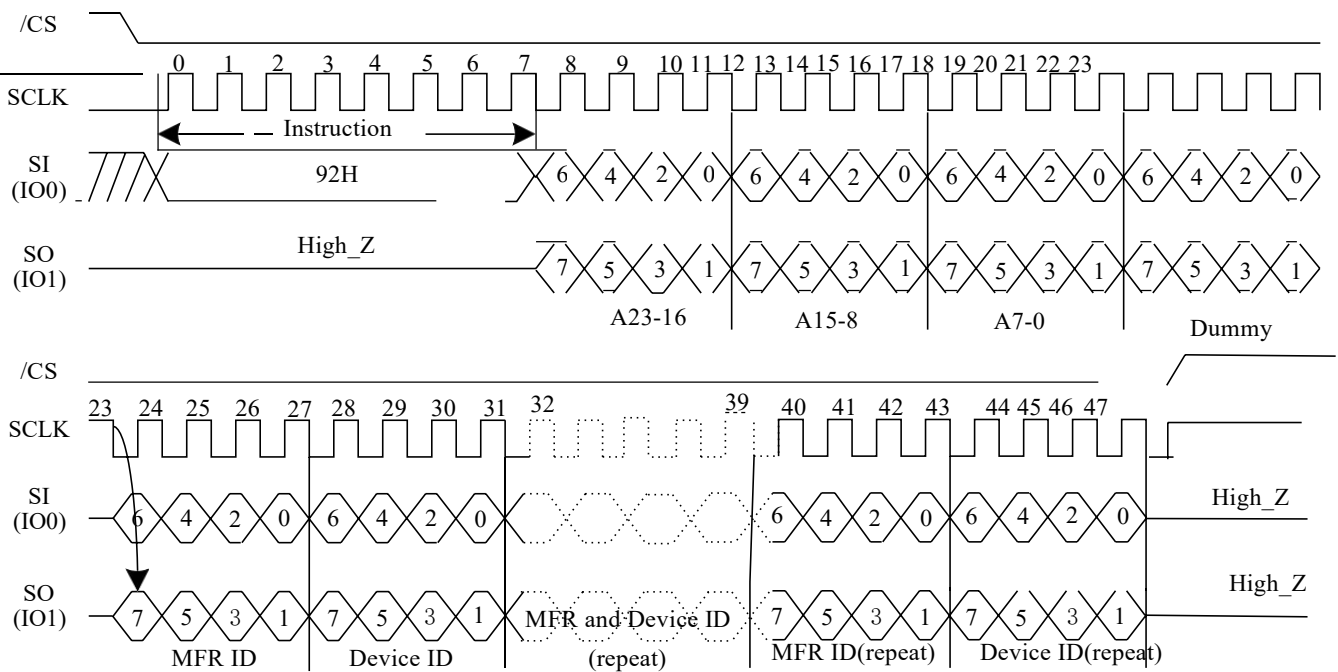 /CS
0 1 2 3 4 5 6 7 8 9 10 11 12 13 14 15 16 17 18 19 20 21 22 23
SCLK
Instruction
SI
(IO0)
92H
6 4 2 0 6 4 2 0 6 4 2 0 6 4 2 0
SO
(IO1)
High_Z
7 5 3 1 7 5 3 1 7 5 3 1 7 5 3 1
A23-16 A15-8 A7-0 Dummy
/CS
23 24 25 26 27 28 29 30 31 32 39 40 41 42 43 44 45 46 47
SCLK
SI
(IO0)
6 4 2 0 6 4 2 0 6 4 2 0 6 4 2 0
High_Z
SO
(IO1)
7 5 3 1 7 5 3 1 MFR and Device ID 7 5 3 1 7 5 3 1
High_Z
MFR ID Device ID (repeat) MFR ID(repeat) Device ID(repeat)